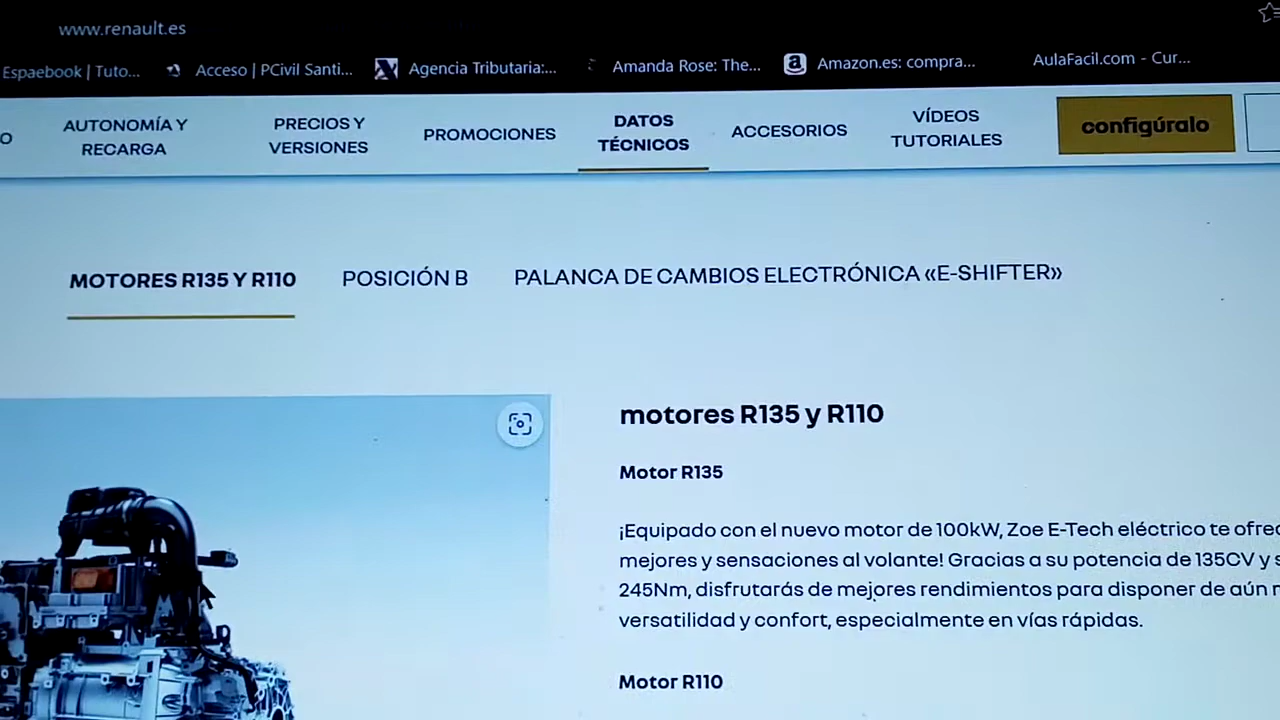 www.renault.es
Espaebook | Tuto...
Acceso | PCivil Santi...
Agencia Tributaria:...
Amanda Rose: The...
Amazon.es: compra...
AulaFacil.com - Cur...
O
AUTONOMÍA Y
RECARGA
PRECIOS Y
VERSIONES
PROMOCIONES
DATOS
TÉCNICOS
ACCESORIOS
VÍDEOS
TUTORIALES
configúralo
MOTORES R135 Y R110
POSICIÓN B
PALANCA DE CAMBIOS ELECTRÓNICA «E-SHIFTER»
motores R135 y R110
Motor R135
¡Equipado con el nuevo motor de 100kW, Zoe E-Tech eléctrico te ofrec
mejores y sensaciones al volante! Gracias a su potencia de 135CV y s
245Nm, disfrutarás de mejores rendimientos para disponer de aún
versatilidad y confort, especialmente en vías rápidas.
Motor R110